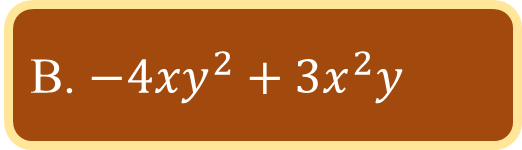 B. −4xy² + 3x²y